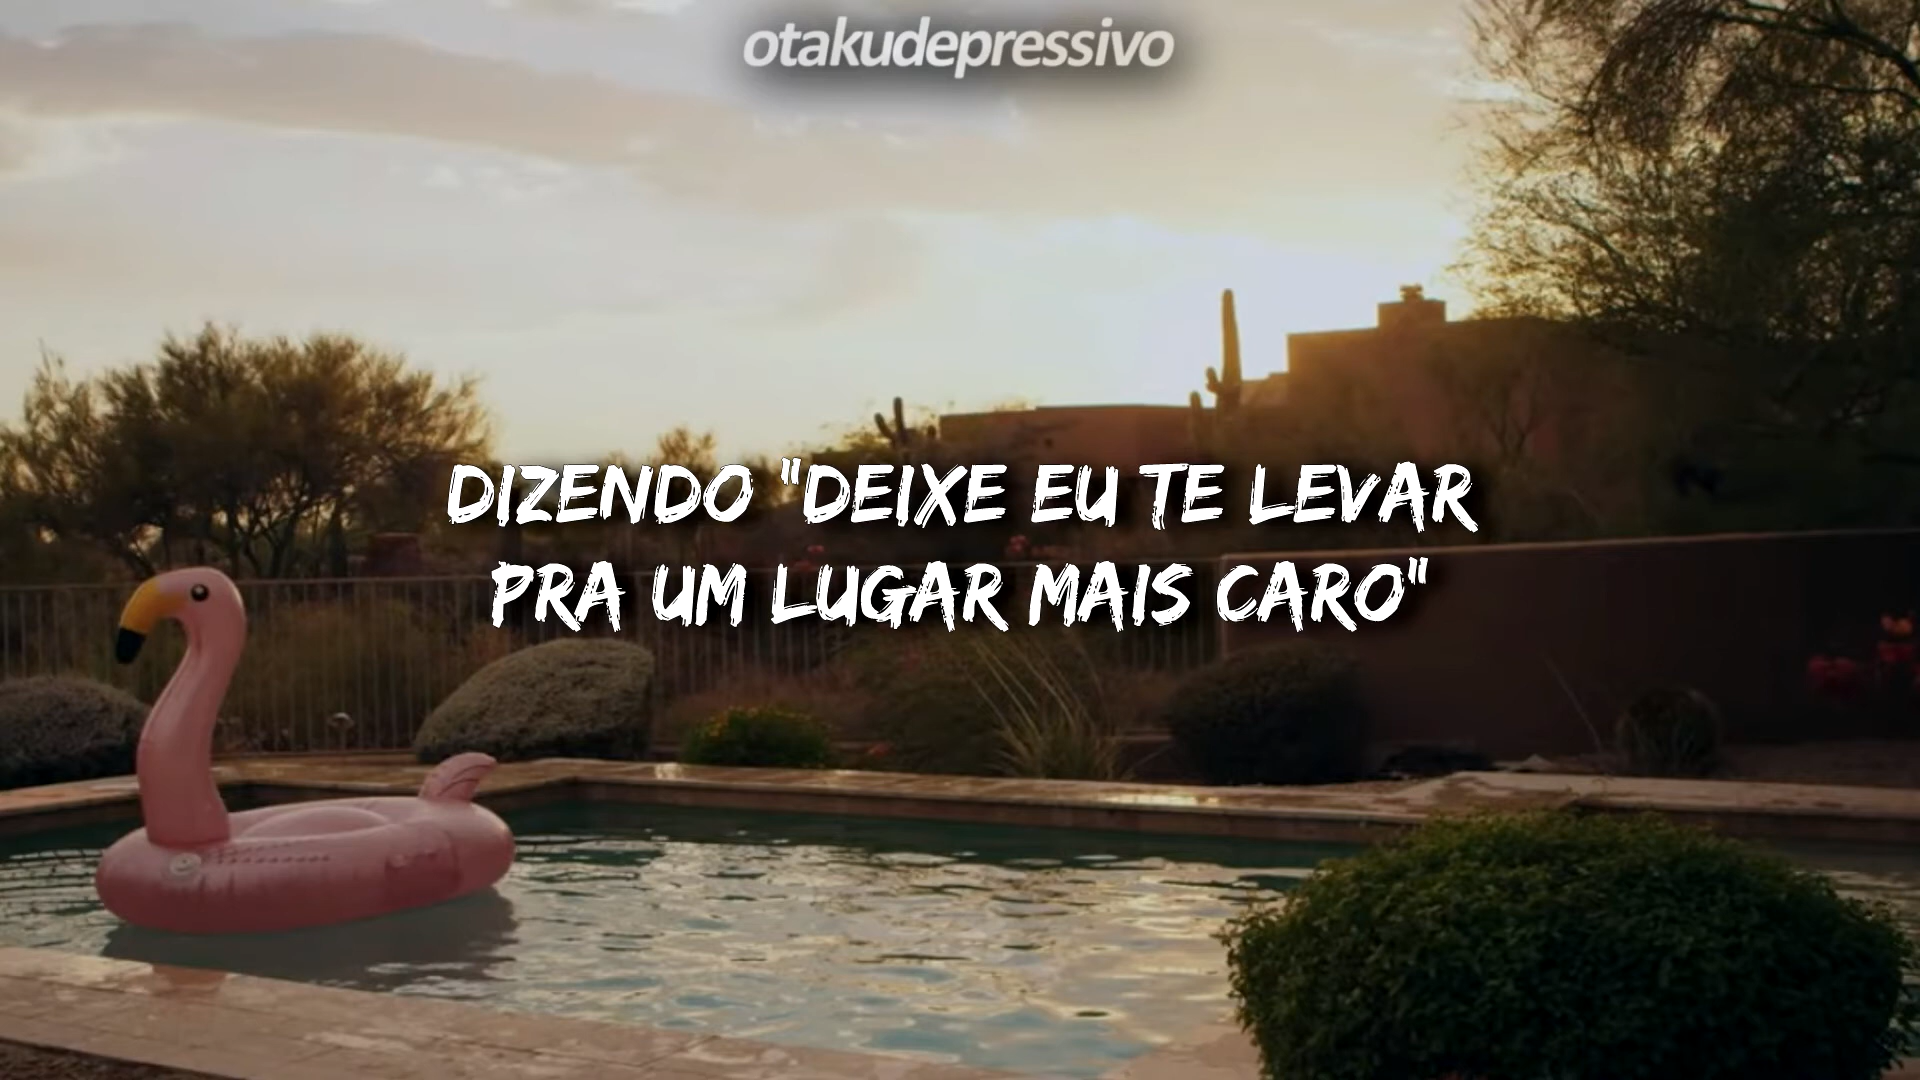 otakudepressivo
DIZENDO "DEIXE EU TE LEVAR
PRA UM LUGAR MAIS CARO"